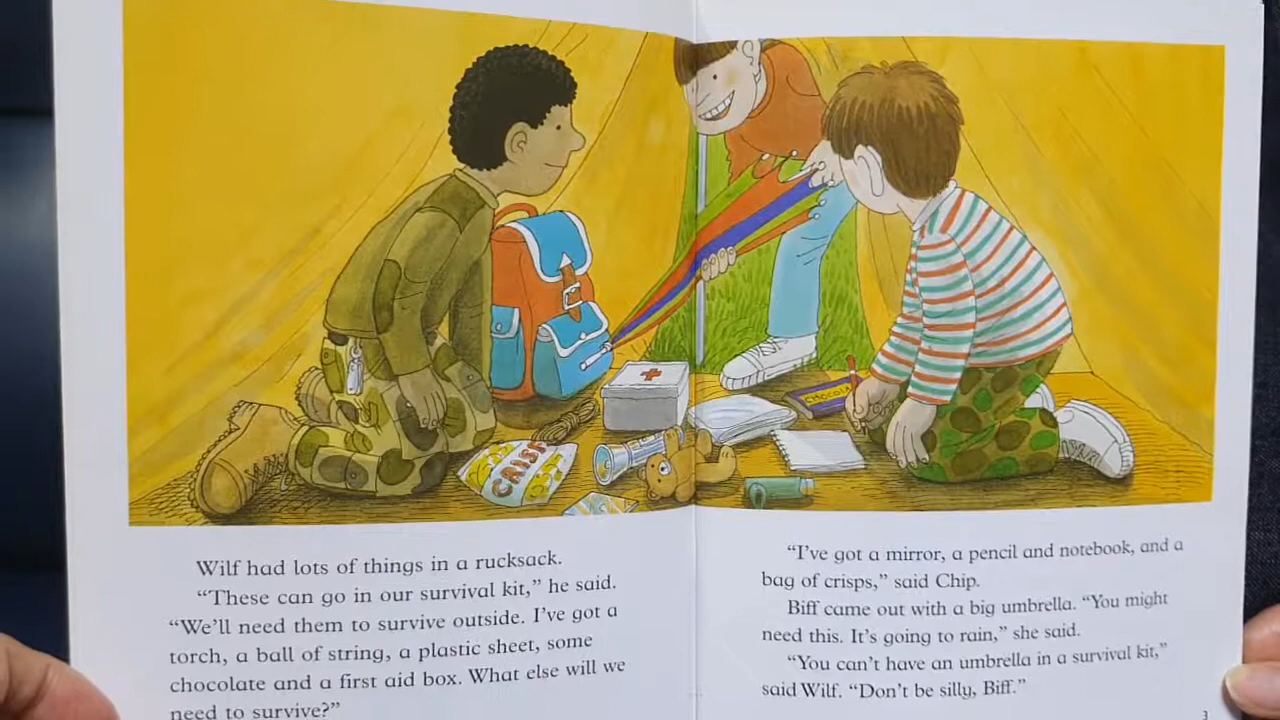 CRISP
CHOCOLA
Wilf had lots of things in a rucksack.
“These can go in our survival kit,” he said.
“We’ll need them to survive outside. I’ve got a
torch, a ball of string, a plastic sheet, some
chocolate and a first aid box. What else will we
need to survive?”
“I’ve got a mirror, a pencil and notebook, and a
bag of crisps,” said Chip.
Biff came out with a big umbrella. “You might
need this. It’s going to rain,” she said.
“You can’t have an umbrella in a survival kit,”
said Wilf. “Don’t be silly, Biff.”
3